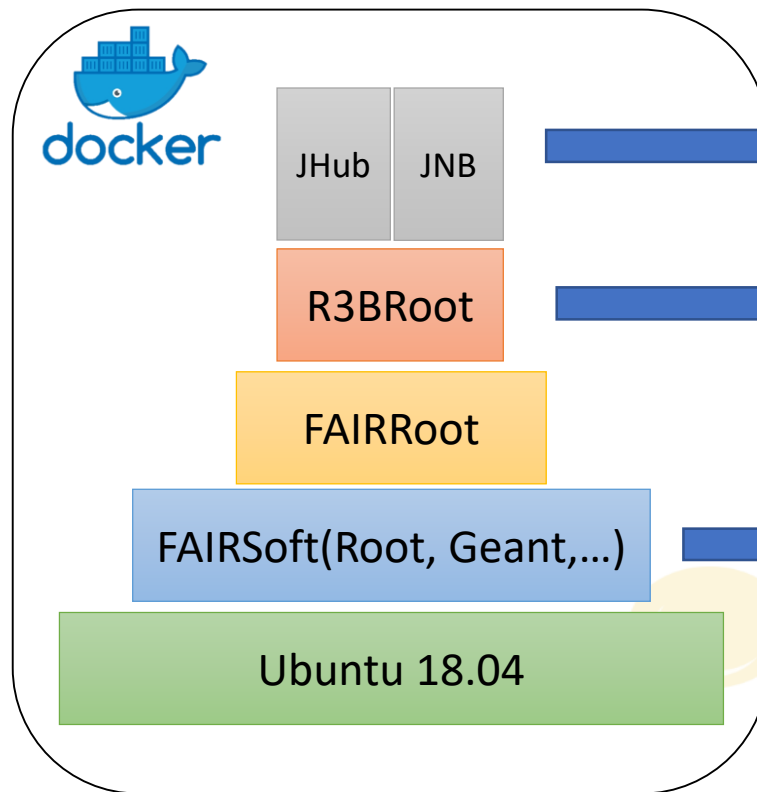 docker
JHub JNB
R3BRoot
FAIRRoot
FAIRSoft(Root, Geant,...)
Ubuntu 18.04